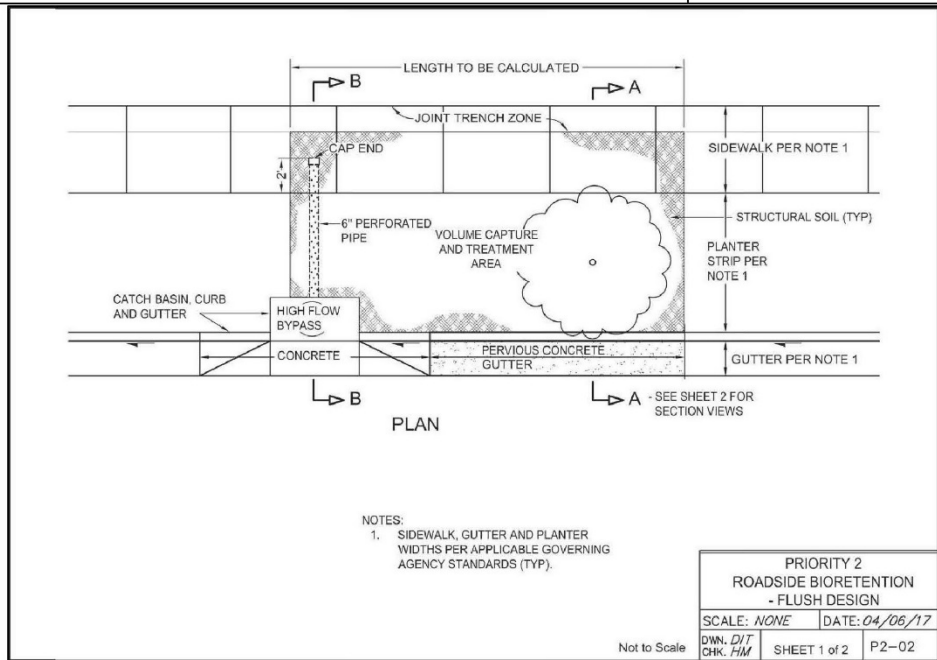 LENGTH TO BE CALCULATED
B
A
JOINT TRENCH ZONE
CAP END
SIDEWALK PER NOTE 1
2'
STRUCTURAL SOIL (TYP)
6" PERFORATED
PIPE
VOLUME CAPTURE
AND TREATMENT
AREA
PLANTER
STRIP PER
NOTE 1
CATCH BASIN, CURB
AND GUTTER
HIGH FLOW
BYPASS
CONCRETE
PERVIOUS CONCRETE
GUTTER
GUTTER PER NOTE 1
B
A
- SEE SHEET 2 FOR
SECTION VIEWS
PLAN
NOTES:
1. SIDEWALK, GUTTER AND PLANTER
WIDTHS PER APPLICABLE GOVERNING
AGENCY STANDARDS (TYP).
Not to Scale
PRIORITY 2
ROADSIDE BIORETENTION
- FLUSH DESIGN
SCALE: NONE DATE: 04/06/17
DWN. DIT
CHK. HM
SHEET 1 of 2
P2-02